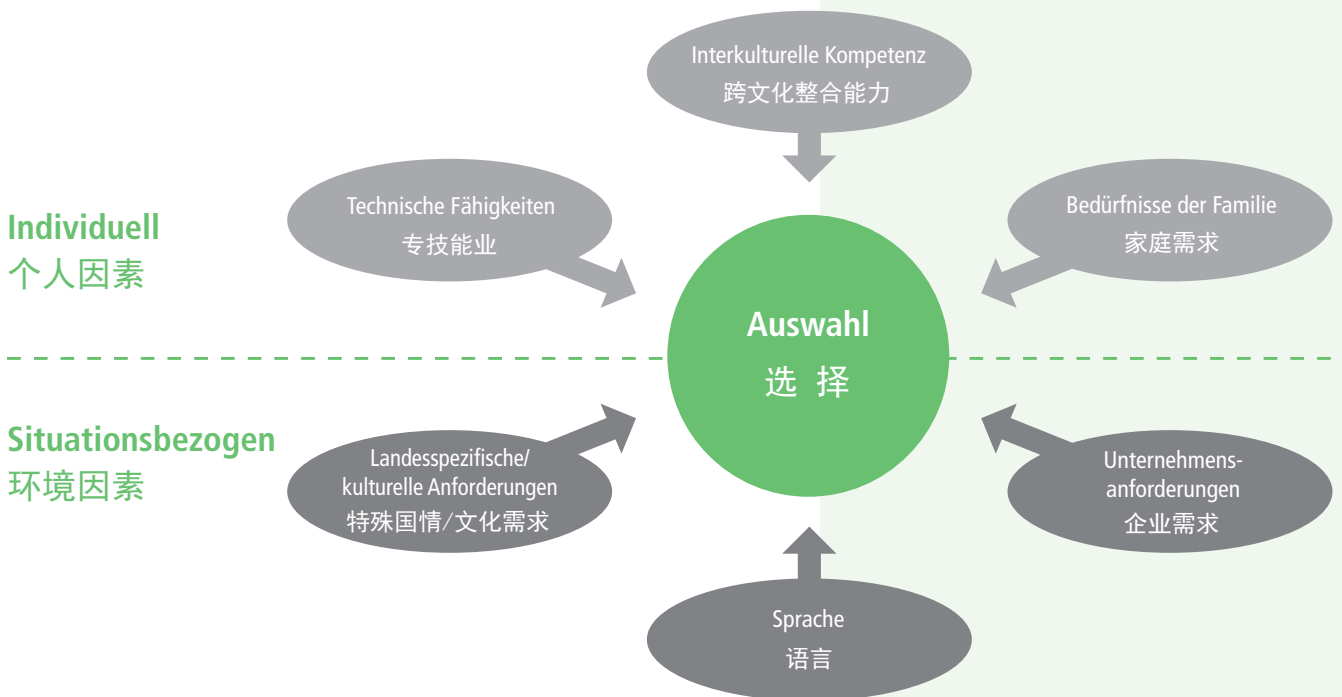 Interkulturelle Kompetenz
跨文化整合能力
Technische Fähigkeiten
专技能业
Bedürfnisse der Familie
家庭需求
Individuell
个人因素
Auswahl
选 择
Situationsbezogen
环境因素
Landesspezifische/
kulturelle Anforderungen
特殊国情/文化需求
Unternehmens-
anforderungen
企业需求
Sprache
语言